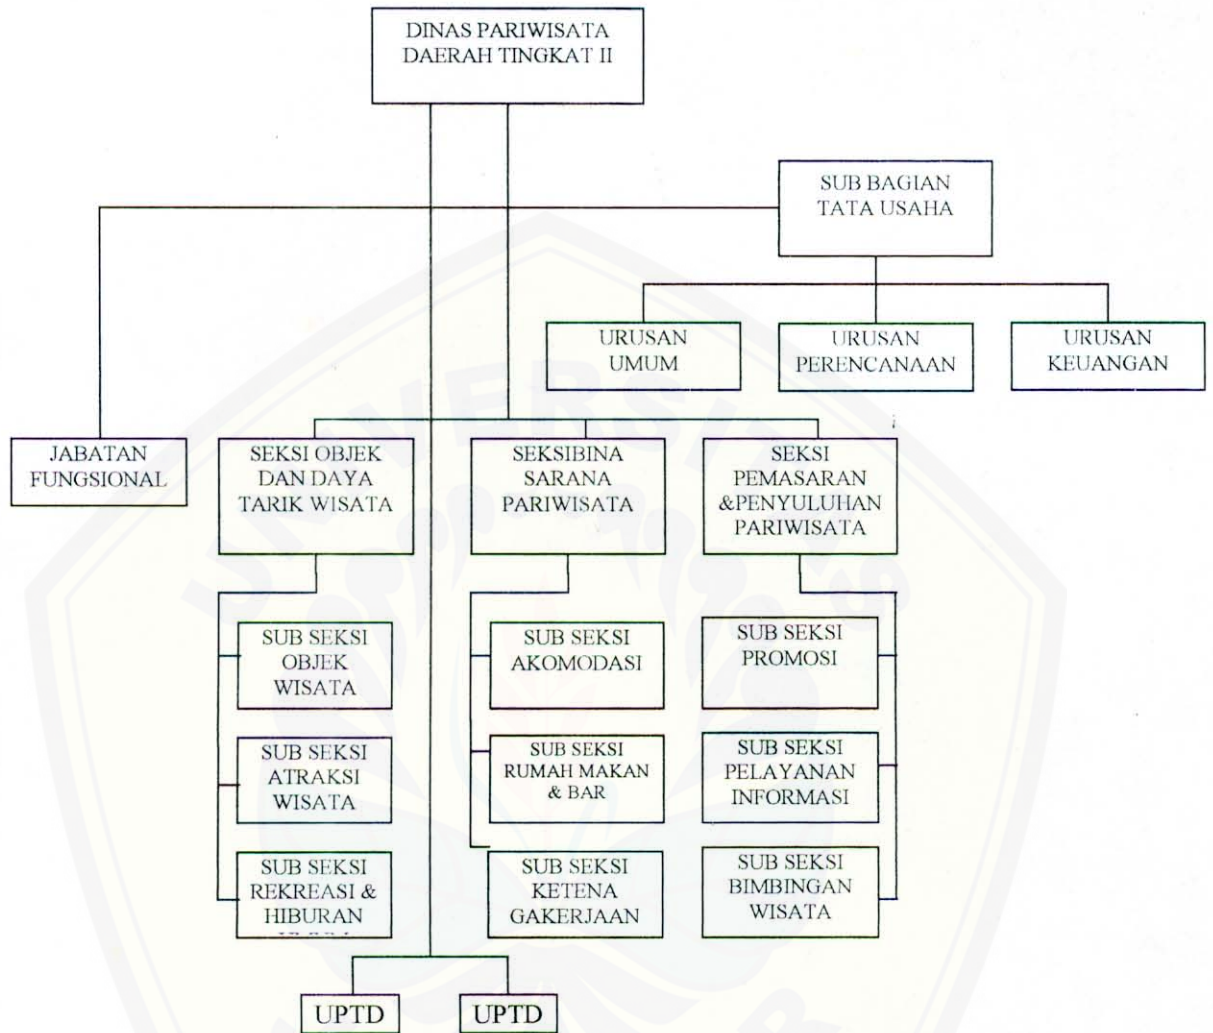 DINAS PARIWISATA
DAERAH TINGKAT II
SUB BAGIAN
TATA USAHA
URUSAN
UMUM
URUSAN
PERENCANAAN
URUSAN
KEUANGAN
JABATAN
FUNGSIONAL
SEKSI OBJEK
DAN DAYA
TARIK WISATA
SEKSIBINA
SARANA
PARIWISATA
SEKSI
PEMASARAN
&PENYULUHAN
PARIWISATA
SUB SEKSI
OBJEK
WISATA
SUB SEKSI
AKOMODASI
SUB SEKSI
PROMOSI
SUB SEKSI
ATRAKSI
WISATA
SUB SEKSI
RUMAH MAKAN
& BAR
SUB SEKSI
PELAYANAN
INFORMASI
SUB SEKSI
REKREASI &
HIBURAN
SUB SEKSI
KETENA
GAKERJAAN
SUB SEKSI
BIMBINGAN
WISATA
UPTD
UPTD
UNIVERSITAS